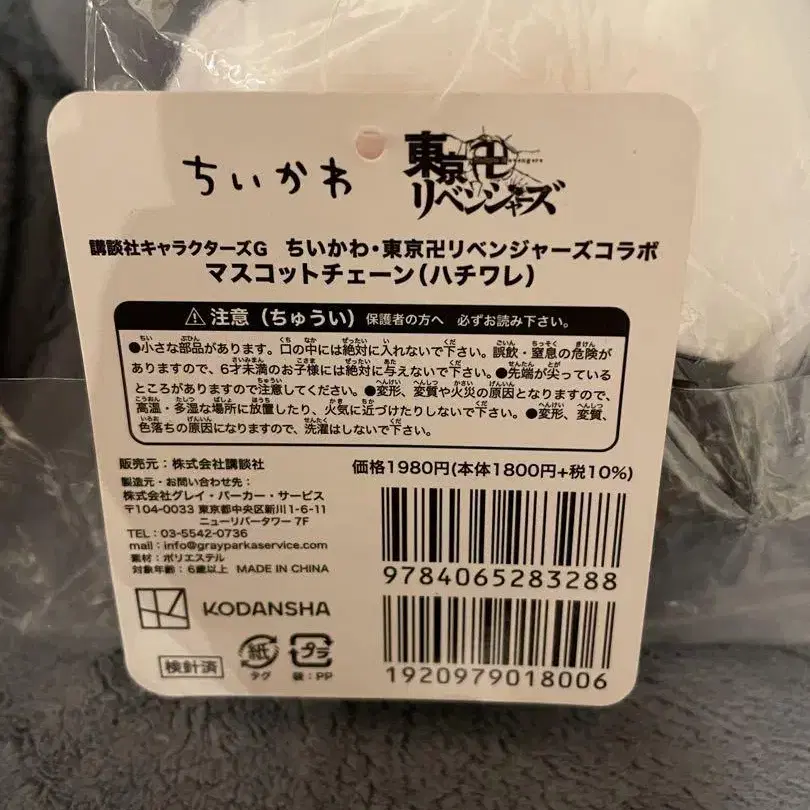 ちいかわ
東京卍リベンジャーズ
講談社キャラクターズG ちいかわ・東京卍リベンジャーズコラボ
マスコットチェーン(ハチワレ)
⚠注意(ちゅうい) 保護者の方へ 必ずお読み下さい。
●小さな部品があります。口の中には絶対に入れないで下さい。誤飲・窒息の危険が
ありますので、6才未満のお子様には絶対に与えないで下さい。●先端が尖っている
ところがありますので注意してください。●変形、変質や火災の原因となりますので、
高温・多湿な場所に放置したり、火気に近づけたりしないで下さい。●変形、変質、
色落ちの原因になりますので、洗濯はしないで下さい。
販売元:株式会社講談社
価格1980円(本体1800円+税10%)
製造元・お問い合わせ先:
株式会社グレイ・パーカー・サービス
〒104-0033 東京都中央区新川1-6-11
ニューリバータワー 7F
TEL:03-5542-0736
mail:info@grayparkaservice.com
素材:ポリエステル
対象年齢:6歳以上 MADE IN CHINA
9784065283288
KODANSHA
1920979018006
検針済
紙
タグ
プラ
袋:PP